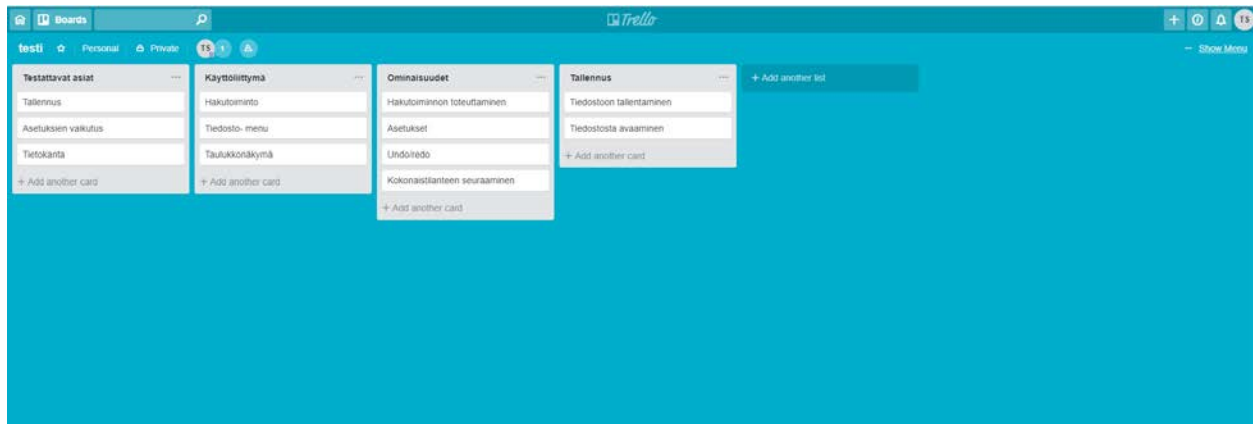 Boards
Trello
TS
testi Personal Private TS
Show Menu
Testattavat asiat
Tallennus
Asetuksien vaikutus
Tietokanta
+ Add another card
Käyttöliittymä
Hakutoiminto
Tiedosto- menu
Taulukkonäkymä
+ Add another card
Ominaisuudet
Hakutoiminnon toteuttaminen
Asetukset
Undo/redo
Kokonaistilanteen seuraaminen
+ Add another card
Tallennus
Tiedostoon tallentaminen
Tiedostosta avaaminen
+ Add another card
+ Add another list